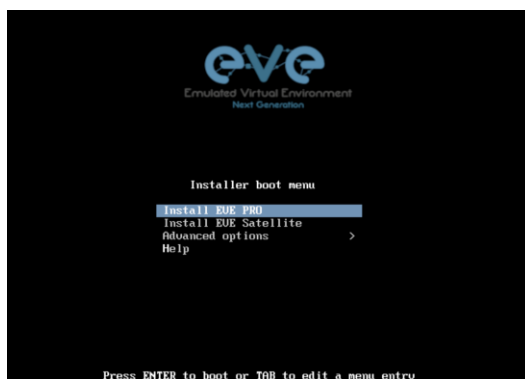 eve
Emulated Virtual Environment
Next Generation
Installer boot menu
Install EVE PRO
Install EVE Satellite
Advanced options >
Help
Press ENTER to boot or TAB to edit a menu entry